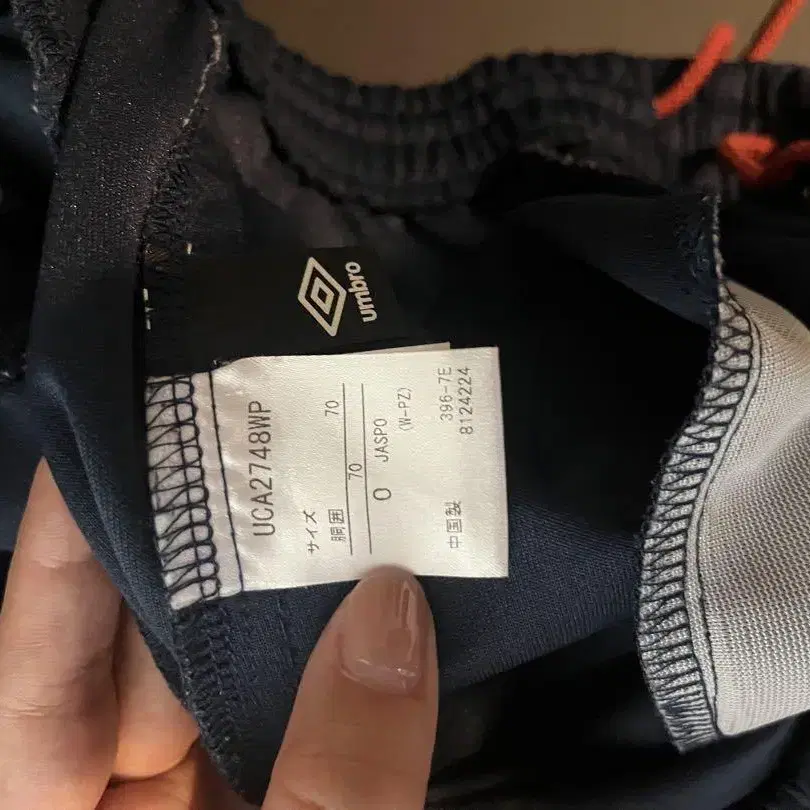 umbro
UCA2748WP
サイズ
胴囲 70
70
O JASPO
(W-PZ)
396-7E
中国製 8124224